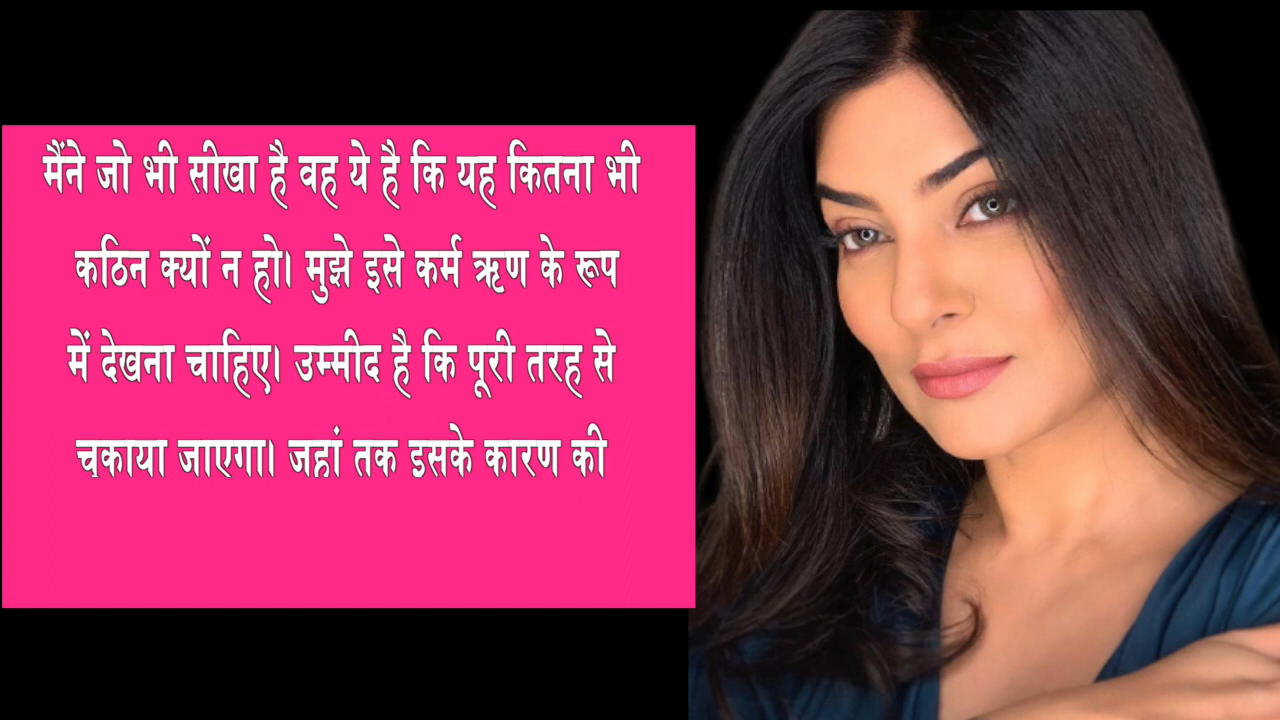 मैंने जो भी सीखा है वह ये है कि यह कितना भी
कठिन क्यों न हो। मुझे इसे कर्म ऋण के रूप
में देखना चाहिए। उम्मीद है कि पूरी तरह से
चुकाया जाएगा। जहां तक इसके कारण की